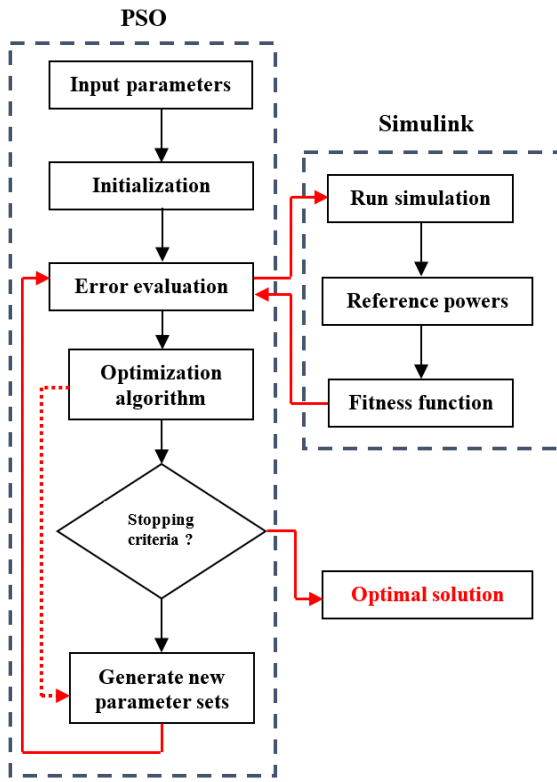 PSO
Input parameters
Initialization
Error evaluation
Optimization
algorithm
Stopping
criteria ?
Generate new
parameter sets
Simulink
Run simulation
Reference powers
Fitness function
Optimal solution